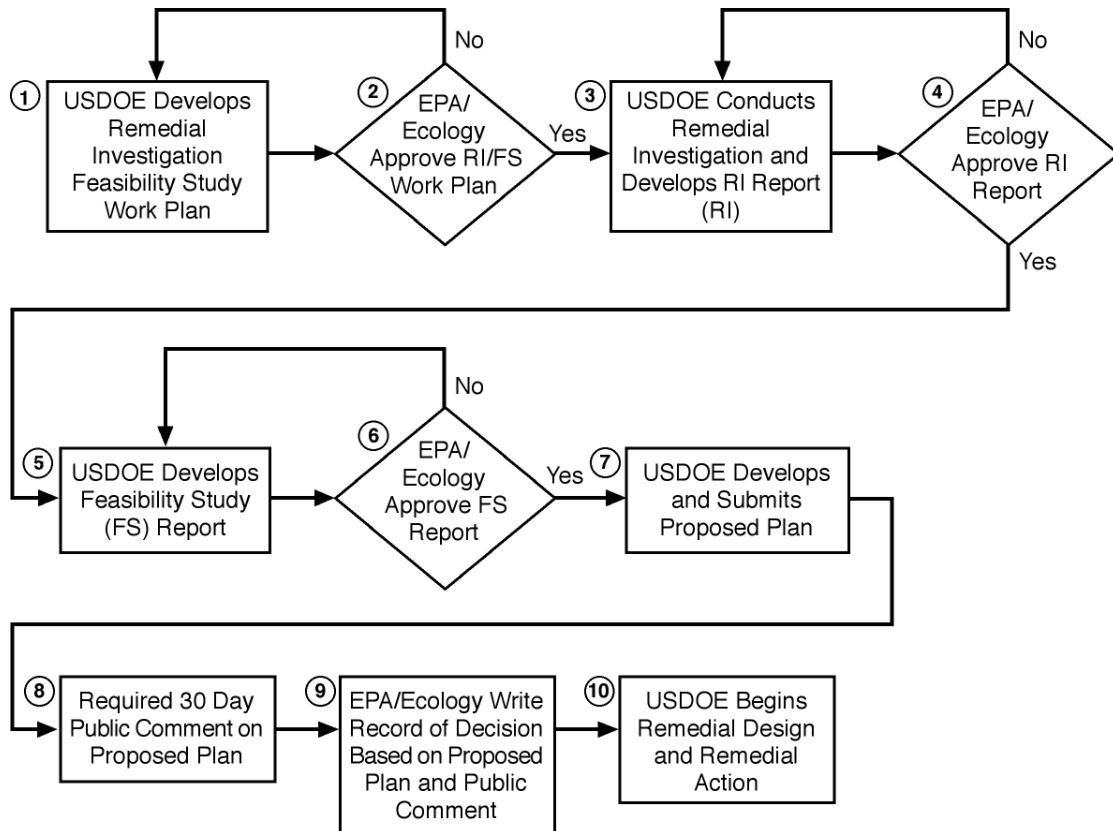 No
No
1
USDOE Develops
Remedial
Investigation
Feasibility Study
Work Plan
2
EPA/
Ecology
Approve RI/FS
Work Plan
Yes
3
USDOE Conducts
Remedial
Investigation and
Develops RI Report
(RI)
4
EPA/
Ecology
Approve RI
Report
Yes
No
5
USDOE Develops
Feasibility Study
(FS) Report
6
EPA/
Ecology
Approve FS
Report
Yes
7
USDOE Develops
and Submits
Proposed Plan
8
Required 30 Day
Public Comment on
Proposed Plan
9
EPA/Ecology Write
Record of Decision
Based on Proposed
Plan and Public
Comment
10
USDOE Begins
Remedial Design
and Remedial
Action